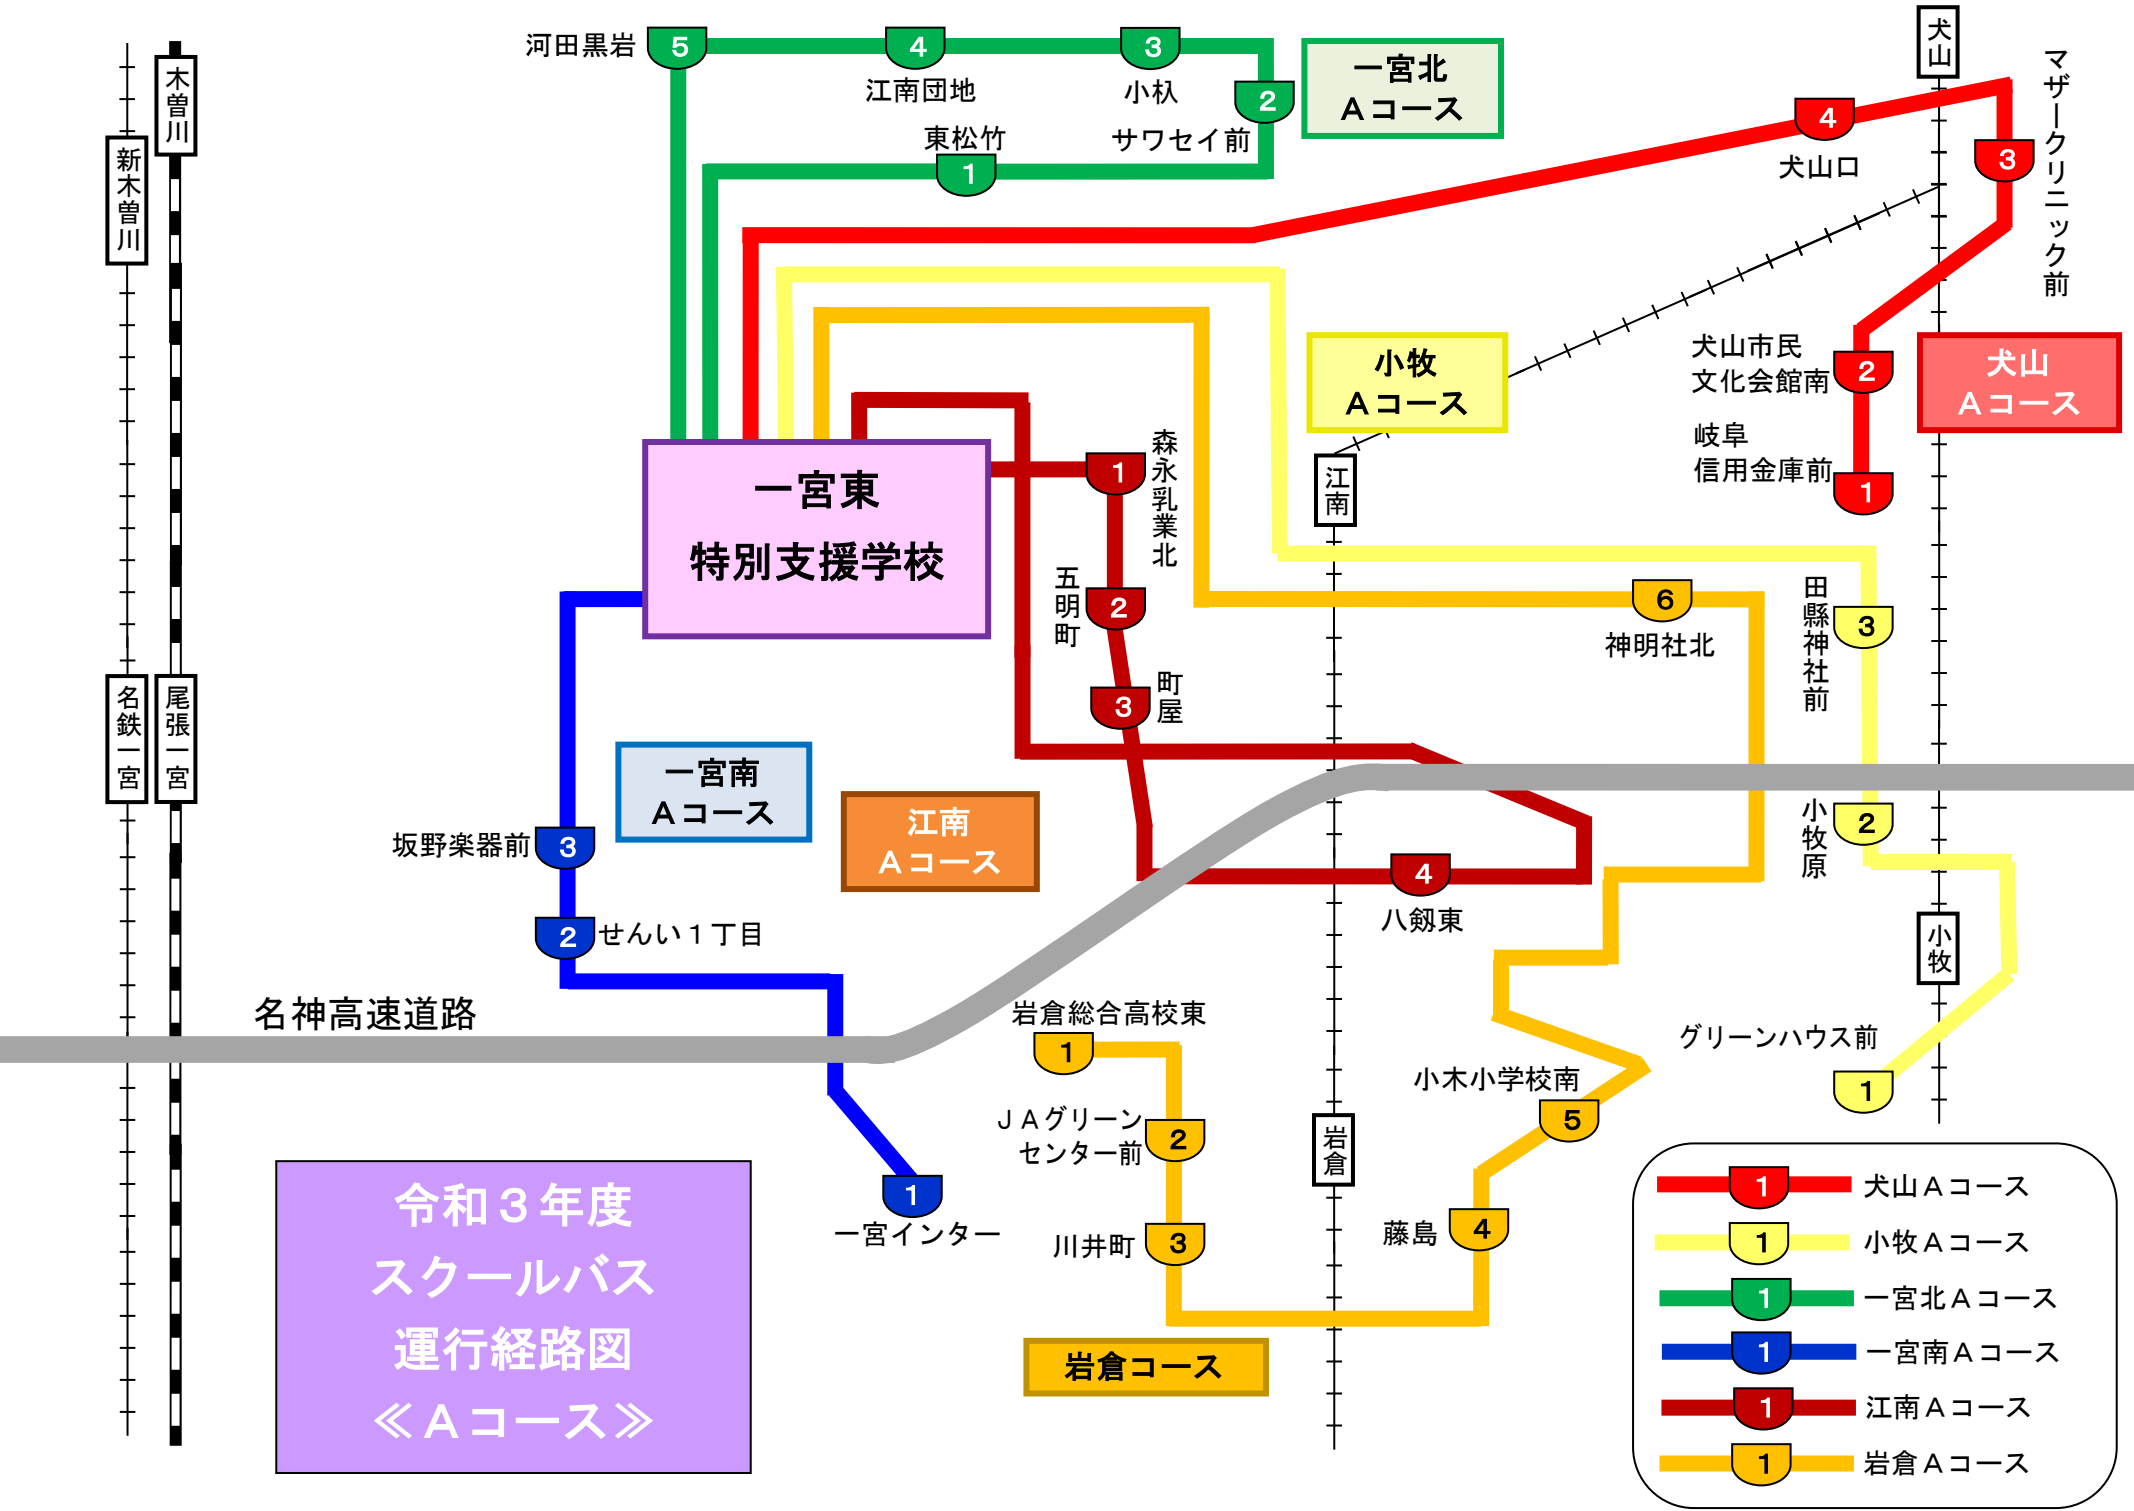 河田黒岩
5
4
3
江南団地
小杁
2
サワセイ前
東松竹
1
一宮北
Aコース
犬山
マザークリニック前
4
犬山口
3
木曽川
新木曽川
小牧
Aコース
犬山市民
文化会館南
2
岐阜
信用金庫前
1
犬山
Aコース
一宮東
特別支援学校
1
森永乳業北
江南
五明町
2
3
町屋
6
神明社北
田縣神社前
3
名鉄一宮
尾張一宮
一宮南
Aコース
江南
Aコース
坂野楽器前
3
せんい1丁目
2
4
八剱東
小牧原
2
小牧
名神高速道路
岩倉総合高校東
1
JAグリーン
センター前
2
川井町
3
岩倉
小木小学校南
5
藤島
4
グリーンハウス前
1
1
一宮インター
岩倉コース
令和3年度
スクールバス
運行経路図
≪Aコース≫
1 犬山Aコース
1 小牧Aコース
1 一宮北Aコース
1 一宮南Aコース
1 江南Aコース
1 岩倉Aコース